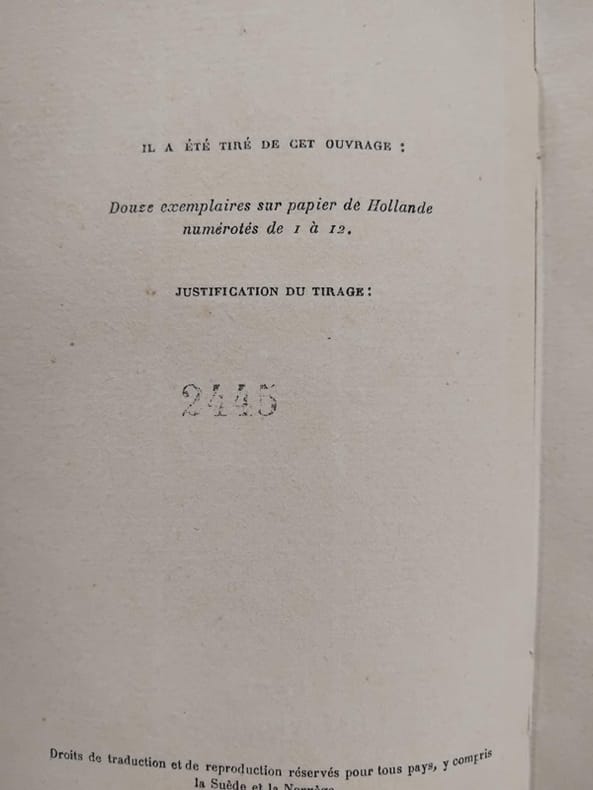 IL A ÉTÉ TIRÉ DE CET OUVRAGE :
Douze exemplaires sur papier de Hollande
numérotés de 1 à 12.
JUSTIFICATION DU TIRAGE :
2445
Droits de traduction et de reproduction réservés pour tous pays, y compris
la Suède et la Norvège